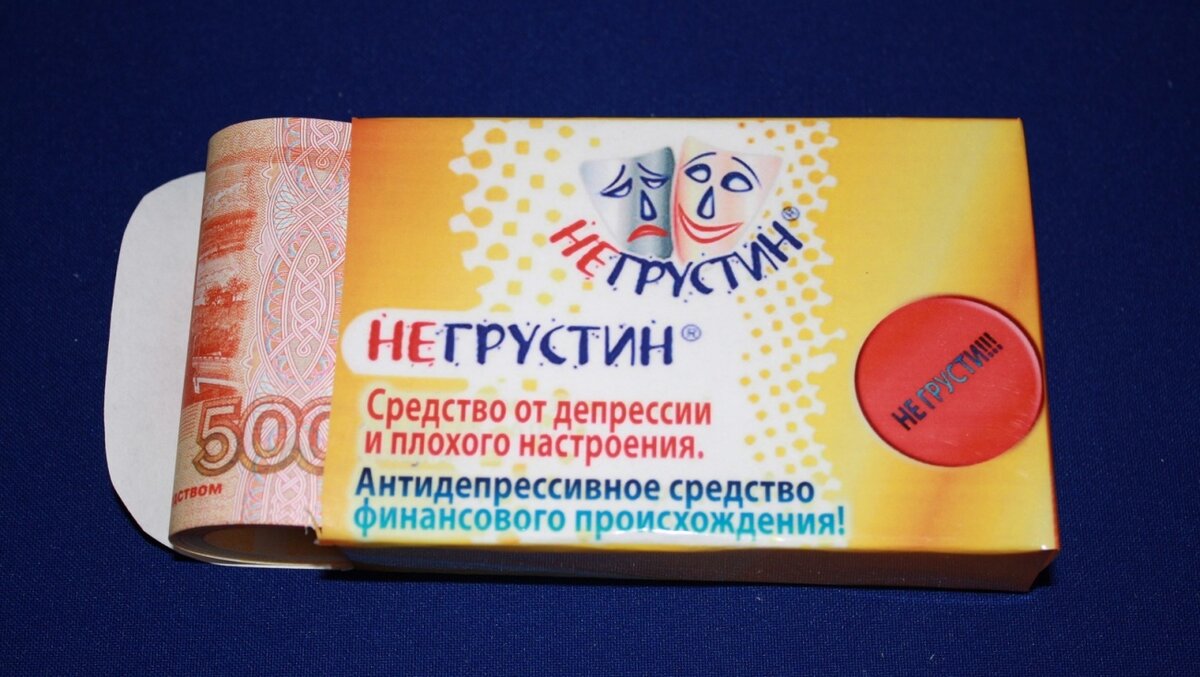 НЕГРУСТИН®
НЕГРУСТИН®
Средство от депрессии
и плохого настроения.
Антидепрессивное средство
финансового происхождения!
НЕ ГРУСТИ!!!
500